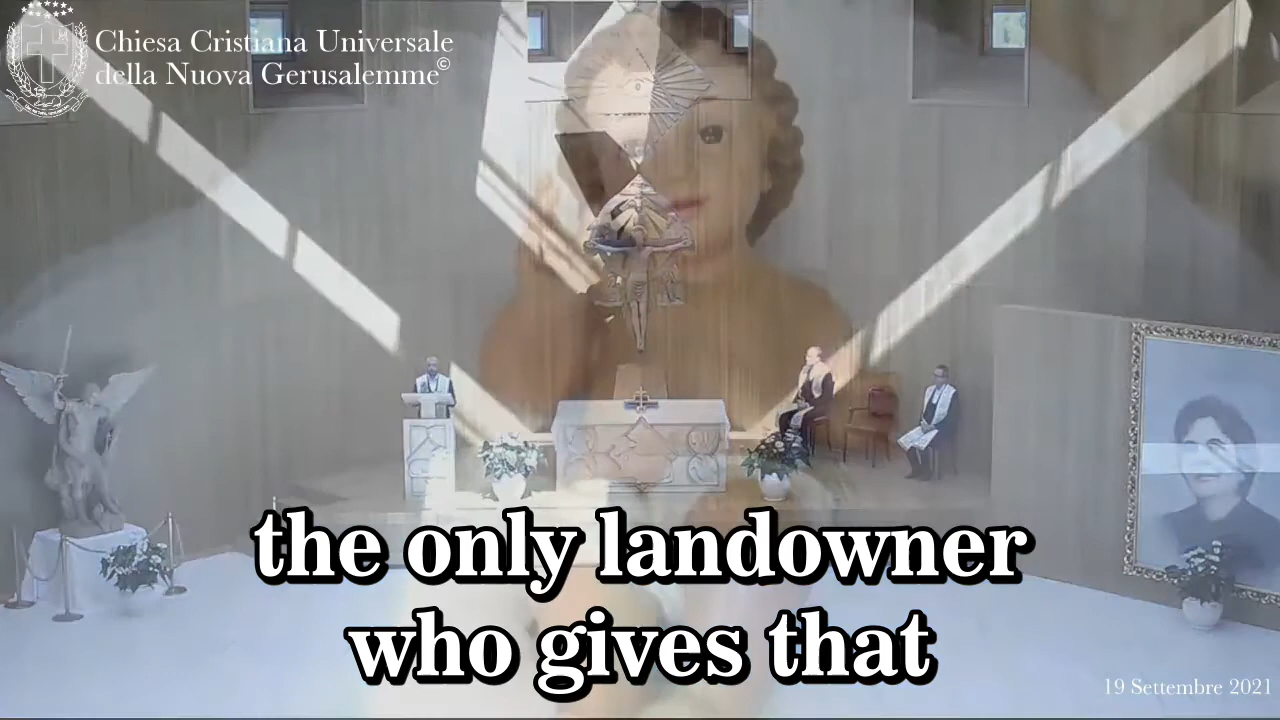 Chiesa Cristiana Universale
della Nuova Gerusalemme©
the only landowner
who gives that
19 Settembre 2021